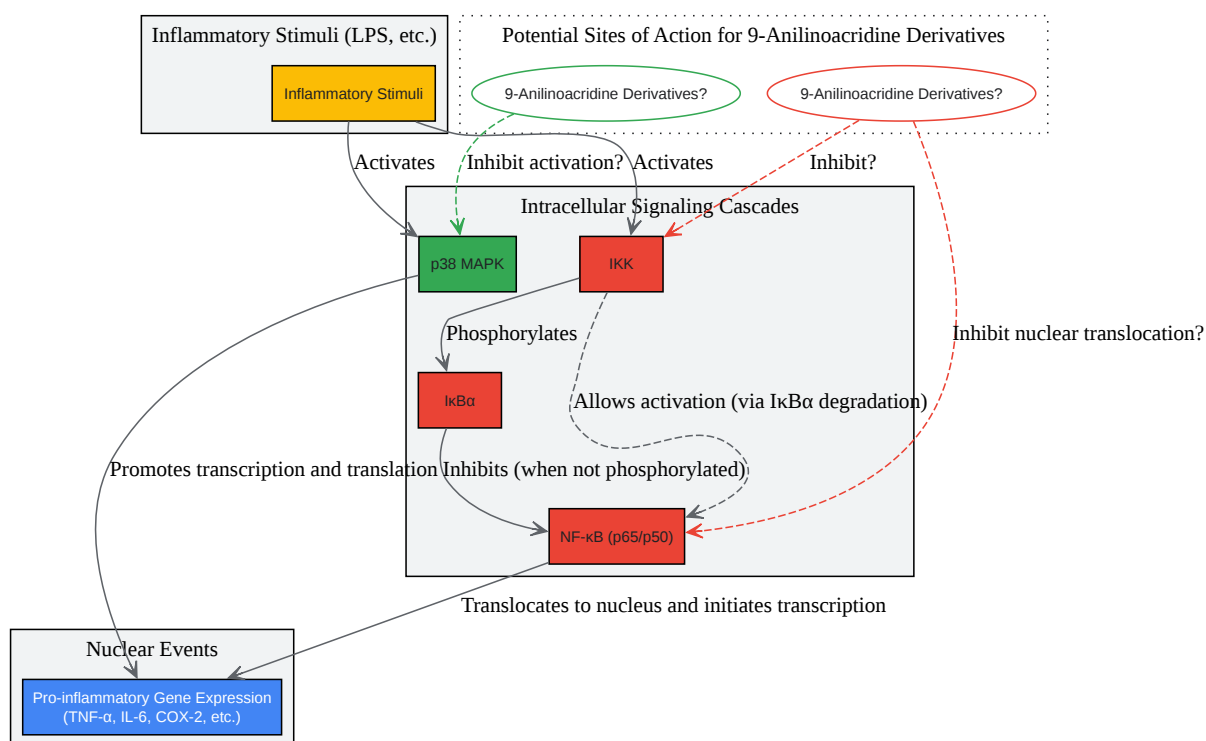 Inflammatory Stimuli (LPS, etc.)
Potential Sites of Action for 9-Anilinoacridine Derivatives
Inflammatory Stimuli
9-Anilinoacridine Derivatives?
9-Anilinoacridine Derivatives?
Activates
Inhibit activation?
Activates
Inhibit?
Intracellular Signaling Cascades
p38 MAPK
IKK
Phosphorylates
Inhibit nuclear translocation?
IκBα
Allows activation (via IκBα degradation)
Promotes transcription and translation
Inhibits (when not phosphorylated)
NF-κB (p65/p50)
Translocates to nucleus and initiates transcription
Nuclear Events
Pro-inflammatory Gene Expression
(TNF-α, IL-6, COX-2, etc.)